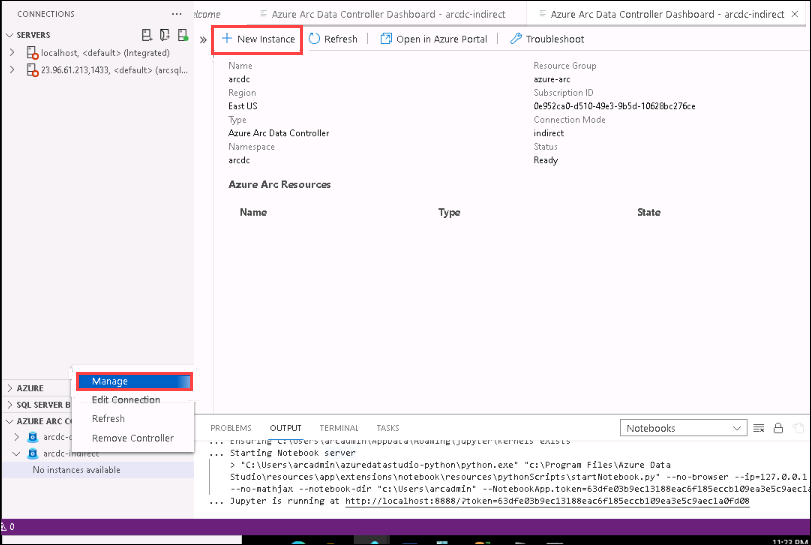 CONNECTIONS
SERVERS
localhost, <default> (Integrated)
23.96.61.213,1433, <default> (arcsql...
AZURE
SQL SERVER B
AZURE ARC CO
arcdc-
arcdc-indirect
No instances available
Manage
Edit Connection
Refresh
Remove Controller
elcome
Azure Arc Data Controller Dashboard - arcdc-indirect
Azure Arc Data Controller Dashboard - arcdc-indirect
New Instance
Refresh
Open in Azure Portal
Troubleshoot
Name
arcdc
Region
East US
Type
Azure Arc Data Controller
Namespace
arcdc
Resource Group
azure-arc
Subscription ID
0e952ca0-d510-49e3-9b5d-10628bc276ce
Connection Mode
indirect
Status
Ready
Azure Arc Resources
Name Type State
PROBLEMS OUTPUT TERMINAL TASKS
Notebooks
... Ensuring C:\Users\arcadmin\AppData\Roaming\jupyter\kernels exists
... Starting Notebook server
> "C:\Users\arcadmin\azuredatastudio-python\python.exe" "c:\Program Files\Azure Data
Studio\resources\app\extensions\notebook\resources\pythonScripts\startNotebook.py" --no-browser --ip=127.0.0.1
--no-mathjax --notebook-dir "c:\Users\arcadmin" --NotebookApp.token=63dfe03b9ec13188eac6f185eccb109ea3e5c9aec1a
... Jupyter is running at http://localhost:8888/?token=63dfe03b9ec13188eac6f185eccb109ea3e5c9aec1a0fd08
0
11:23 PM